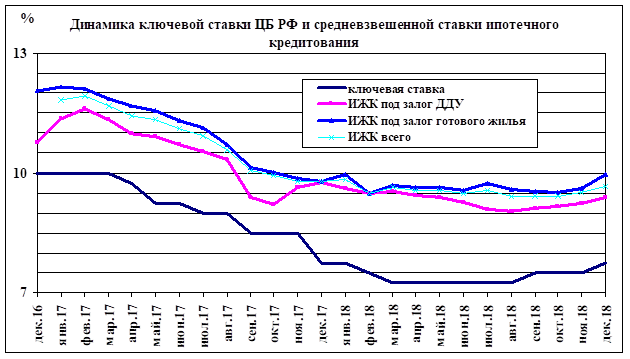 %
Динамика ключевой ставки ЦБ РФ и средневзвешенной ставки ипотечного
кредитования
13
10
7
ключевая ставка
ИЖК под залог ДДУ
ИЖК под залог готового жилья
ИЖК всего
дек.16
янв.17
фев.17
мар.17
апр.17
май.17
июн.17
июл.17
авг.17
сен.17
окт.17
ноя.17
дек.17
янв.18
фев.18
мар.18
апр.18
май.18
июн.18
июл.18
авг.18
сен.18
окт.18
ноя.18
дек.18